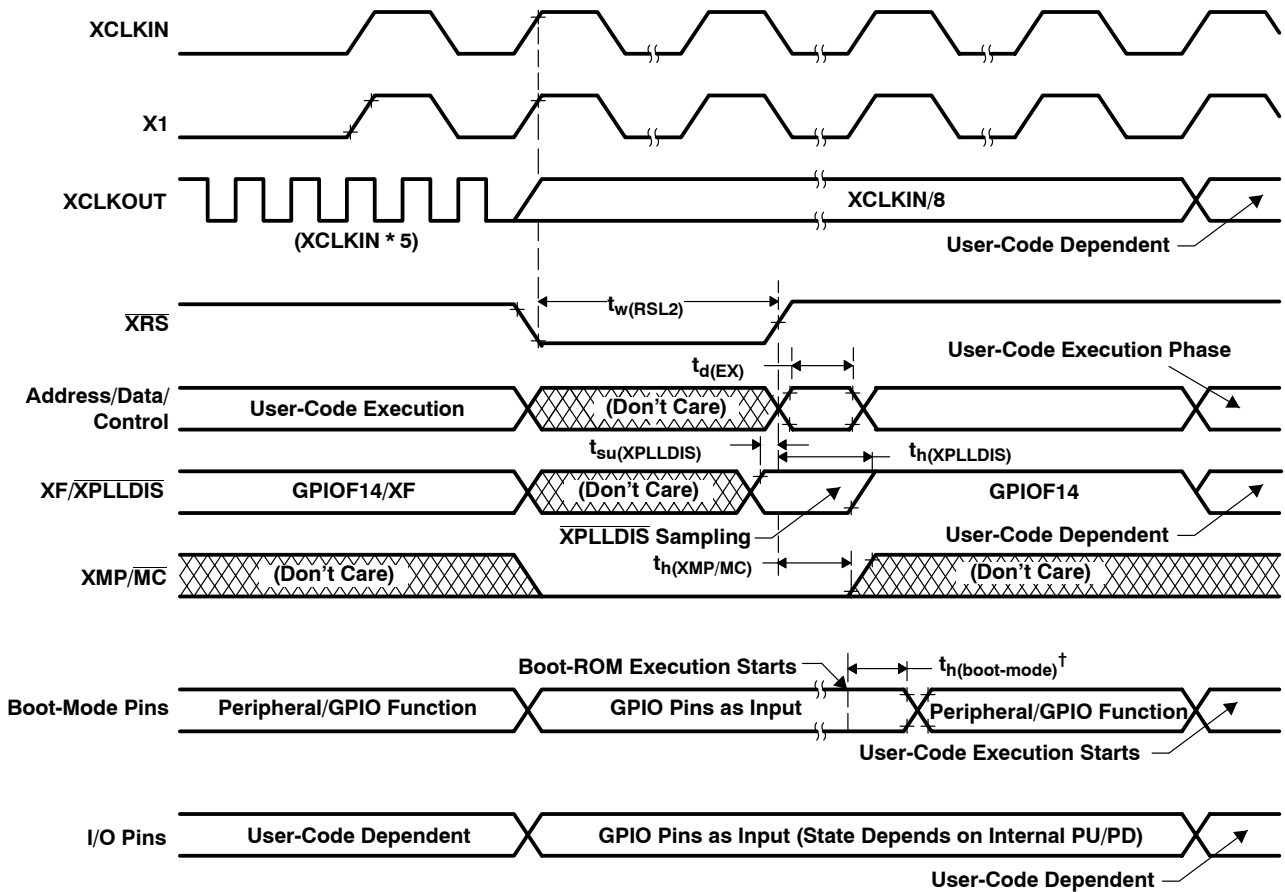 XCLKIN
X1
XCLKOUT
XCLKIN/8
(XCLKIN * 5)
User-Code Dependent
tw(RSL2)
XRS
User-Code Execution Phase
td(EX)
Address/Data/
Control
User-Code Execution
(Don't Care)
tsu(XPLLDIS)
th(XPLLDIS)
XF/XPLLDIS
GPIOF14/XF
(Don't Care)
GPIOF14
XPLLDIS Sampling
User-Code Dependent
th(XMP/MC)
XMP/MC
(Don't Care)
(Don't Care)
Boot-ROM Execution Starts
th(boot-mode)†
Boot-Mode Pins
Peripheral/GPIO Function
GPIO Pins as Input
Peripheral/GPIO Function
User-Code Execution Starts
I/O Pins
User-Code Dependent
GPIO Pins as Input (State Depends on Internal PU/PD)
User-Code Dependent